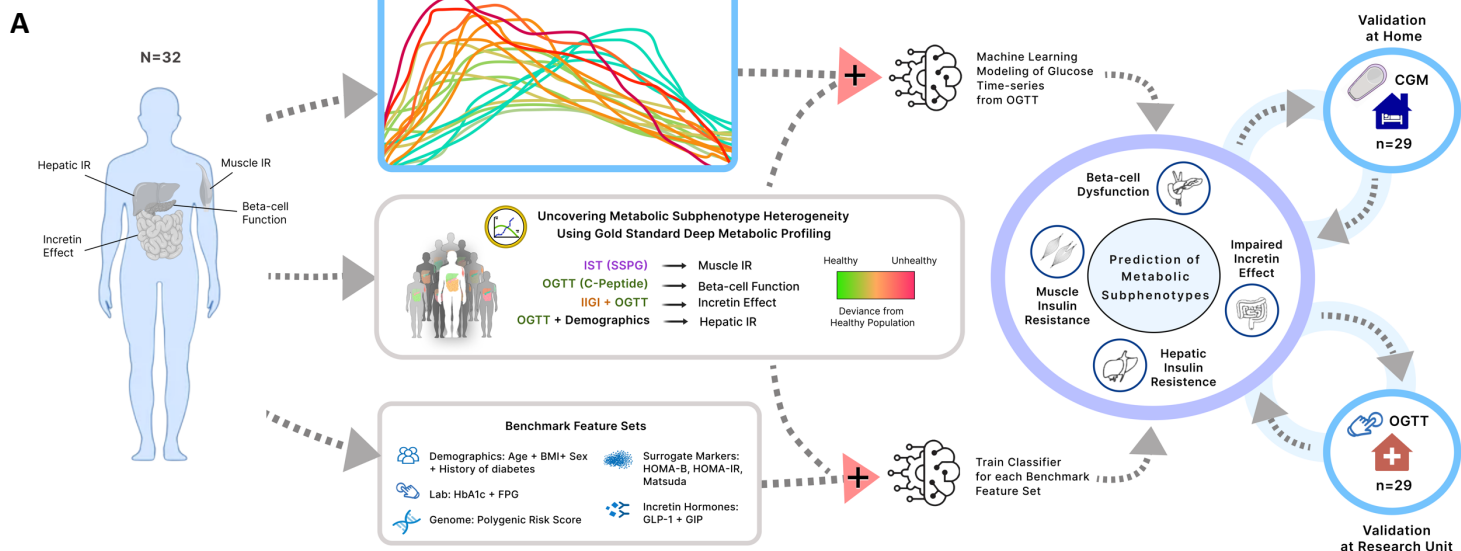 A
N=32
Hepatic IR
Muscle IR
Beta-cell
Function
Incretin
Effect
Uncovering Metabolic Subphenotype Heterogeneity
Using Gold Standard Deep Metabolic Profiling
IST (SSPG) Muscle IR
OGTT (C-Peptide) Beta-cell Function
IIGI + OGTT Incretin Effect
OGTT + Demographics Hepatic IR
Healthy Unhealthy
Deviance from
Healthy Population
Benchmark Feature Sets
Demographics: Age + BMI+ Sex
+ History of diabetes
Lab: HbA1c + FPG
Genome: Polygenic Risk Score
Surrogate Markers:
HOMA-B, HOMA-IR,
Matsuda
Incretin Hormones:
GLP-1 + GIP
+
Machine Learning
Modeling of Glucose
Time-series
from OGTT
+
Train Classifier
for each Benchmark
Feature Set
Beta-cell
Dysfunction
Prediction of
Metabolic
Subphenotypes
Impaired
Incretin
Effect
Muscle
Insulin
Resistance
Hepatic
Insulin
Resistence
Validation
at Home
CGM
n=29
OGTT
n=29
Validation
at Research Unit